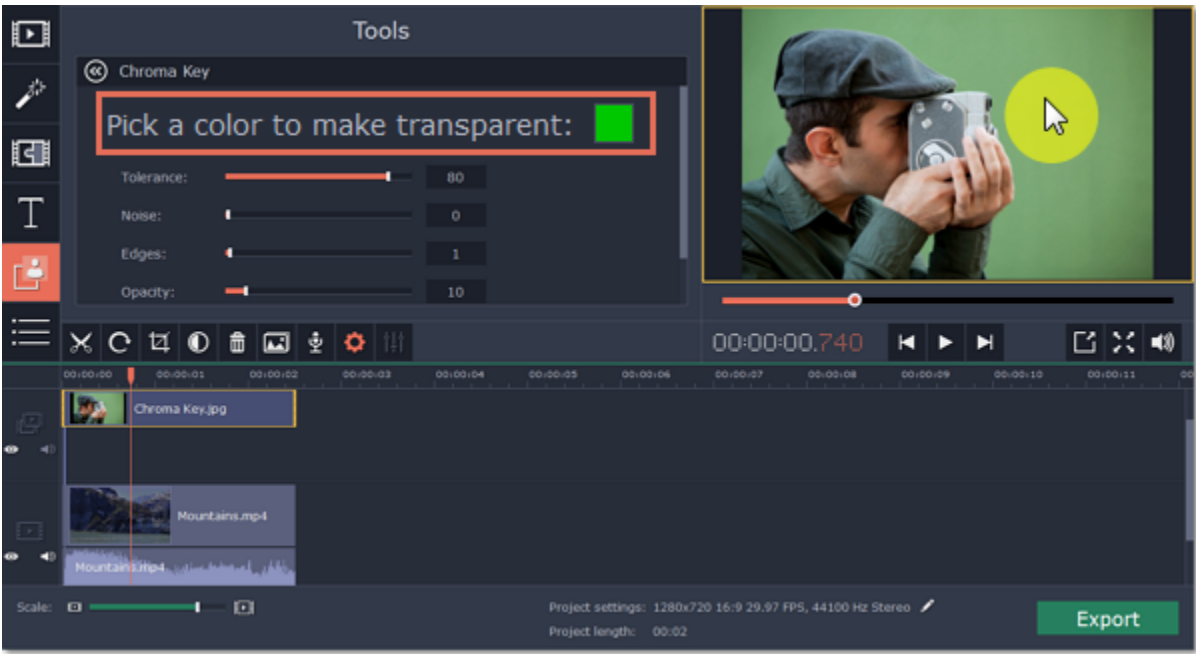 Tools
Chroma Key
Pick a color to make transparent:
Tolerance: 80
Noise: 0
Edges: 1
Opacity: 10
T
00:00:00.740
00:00:00 00:00:01 00:00:02 00:00:03 00:00:04 00:00:05 00:00:06 00:00:07 00:00:08 00:00:09 00:00:10 00:00:11 00
Chroma Key.jpg
Mountains.mp4
Mountains.mp4
Scale:
Project settings: 1280x720 16:9 29.97 FPS, 44100 Hz Stereo
Project length: 00:02
Export